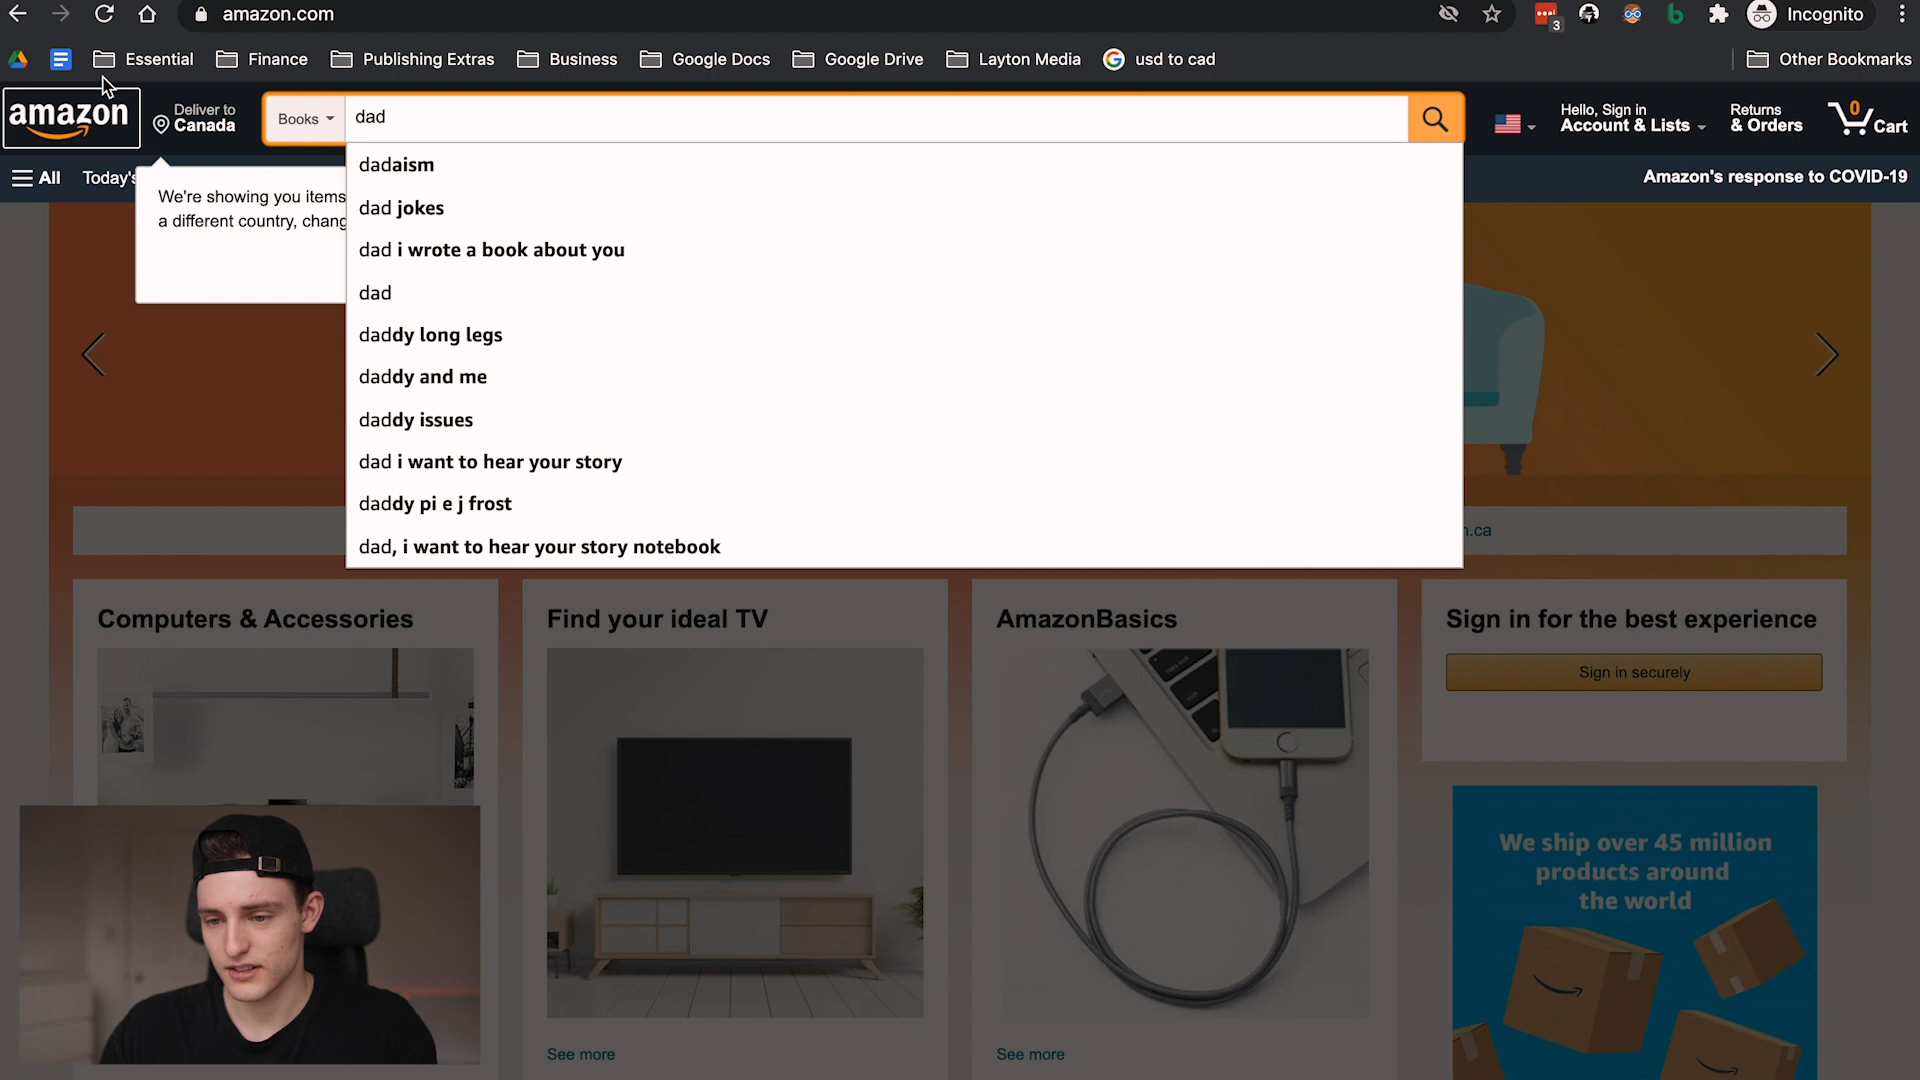 amazon.com
3
Incognito
Essential
Finance
Publishing Extras
Business
Google Docs
Google Drive
Layton Media
usd to cad
Other Bookmarks
amazon
Deliver to
Canada
Books
dad
Hello, Sign in
Account & Lists
Returns
& Orders
0
Cart
All
Today's
Amazon's response to COVID-19
We're showing you items
a different country, chang
dadaism
dad jokes
dad i wrote a book about you
dad
daddy long legs
daddy and me
daddy issues
dad i want to hear your story
daddy pi e j frost
dad, i want to hear your story notebook
n.ca
Computers & Accessories
Find your ideal TV
AmazonBasics
Sign in for the best experience
Sign in securely
We ship over 45 million
products around
the world
See more
See more